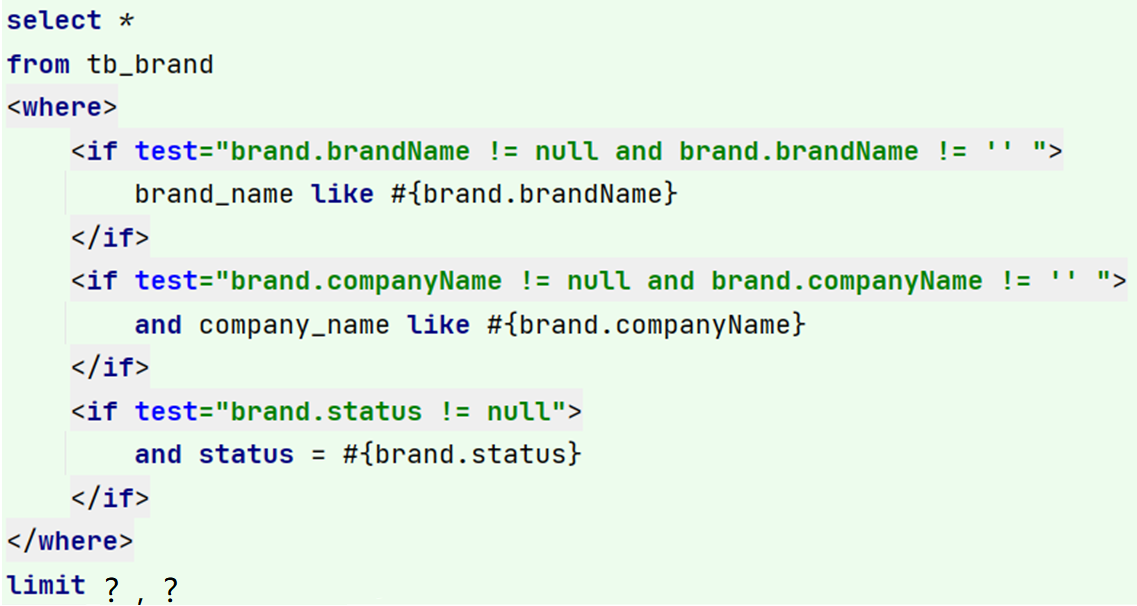 select *
from tb_brand
<where>
<if test="brand.brandName != null and brand.brandName != '' ">
brand_name like #{brand.brandName}
</if>
<if test="brand.companyName != null and brand.companyName != '' ">
and company_name like #{brand.companyName}
</if>
<if test="brand.status != null">
and status = #{brand.status}
</if>
</where>
limit ? , ?